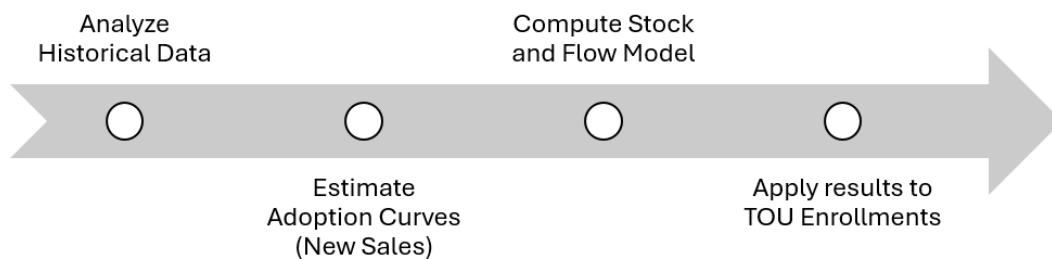 Analyze
Historical Data
Estimate
Adoption Curves
(New Sales)
Compute Stock
and Flow Model
Apply results to
TOU Enrollments